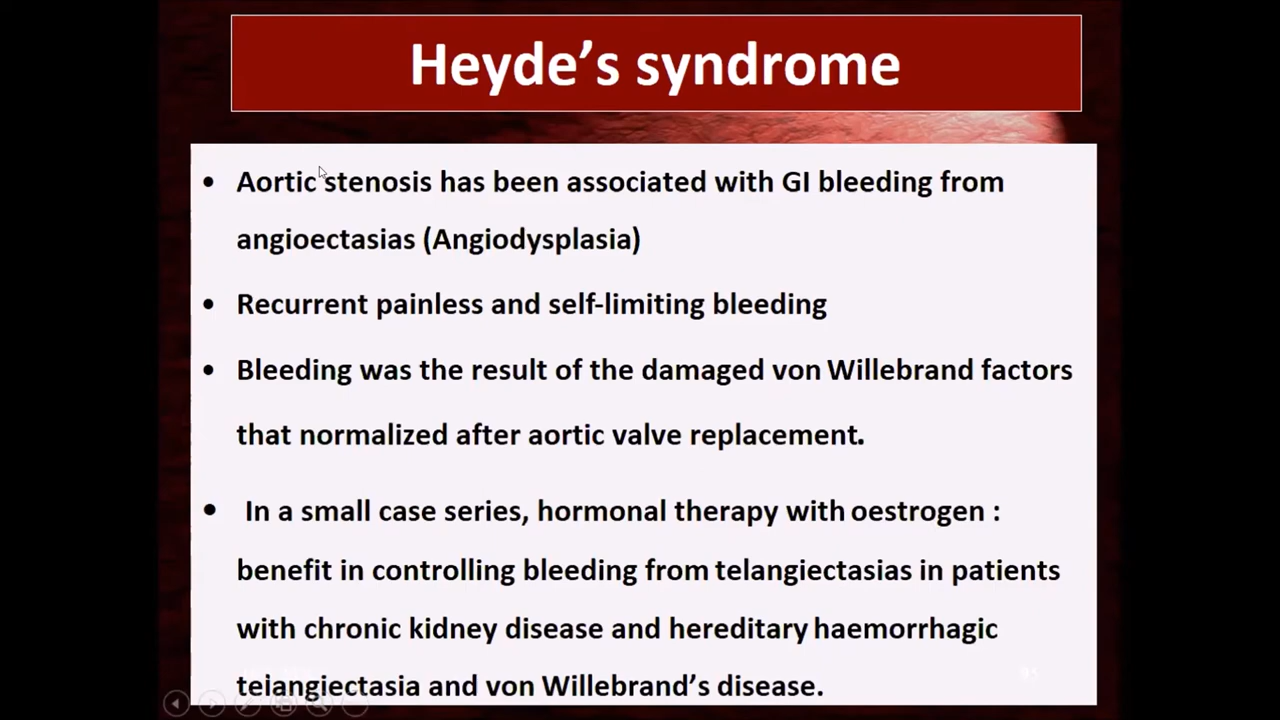 Heyde's syndrome
• Aortic stenosis has been associated with GI bleeding from
angioectasias (Angiodysplasia)
• Recurrent painless and self-limiting bleeding
• Bleeding was the result of the damaged von Willebrand factors
that normalized after aortic valve replacement.
• In a small case series, hormonal therapy with oestrogen :
benefit in controlling bleeding from telangiectasias in patients
with chronic kidney disease and hereditary haemorrhagic
telangiectasia and von Willebrand's disease.